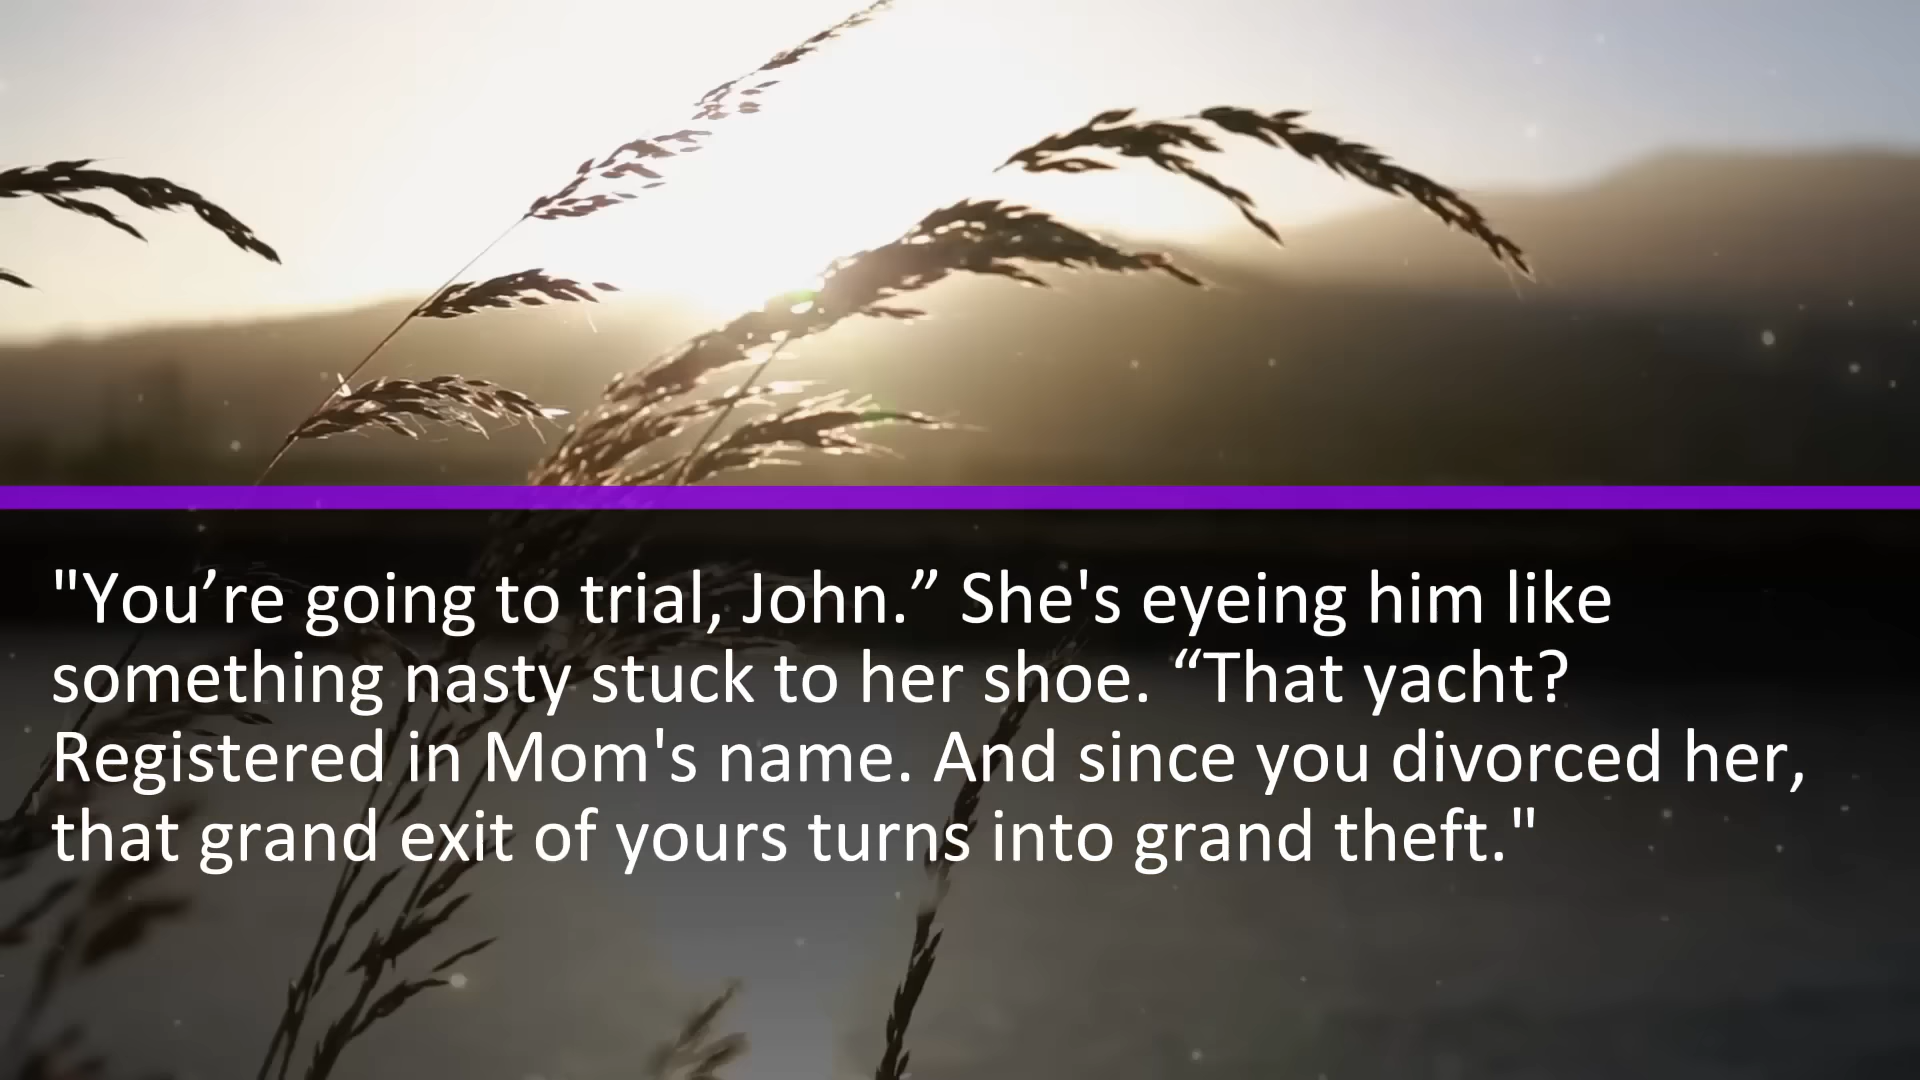 "You’re going to trial, John.” She's eyeing him like
something nasty stuck to her shoe. “That yacht?
Registered in Mom's name. And since you divorced her,
that grand exit of yours turns into grand theft."